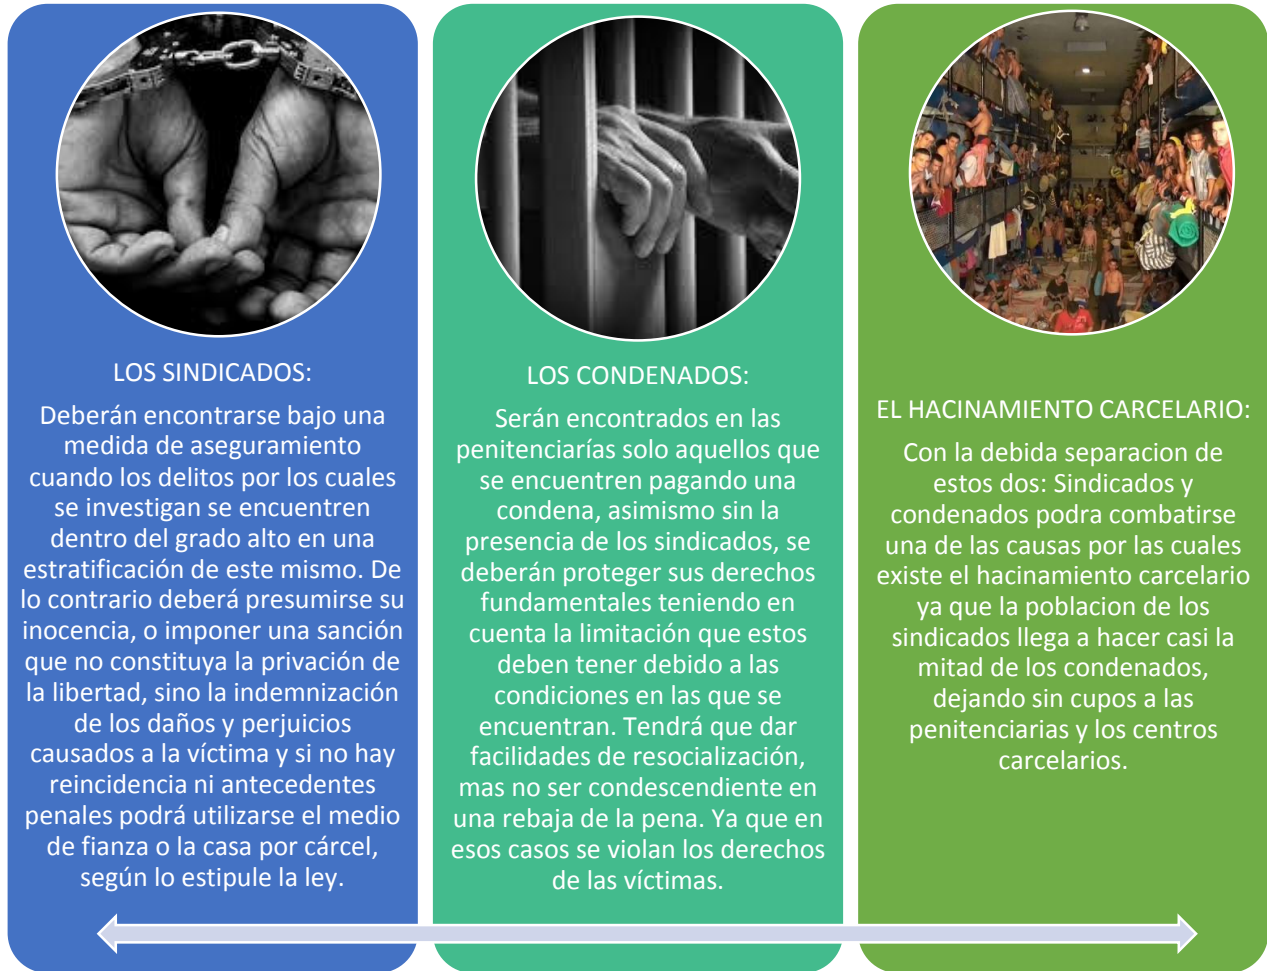 LOS SINDICADOS:
Deberán encontrarse bajo una
medida de aseguramiento
cuando los delitos por los cuales
se investigan se encuentren
dentro del grado alto en una
estratificación de este mismo. De
lo contrario deberá presumirse su
inocencia, o imponer una sanción
que no constituya la privación de
la libertad, sino la indemnización
de los daños y perjuicios
causados a la víctima y si no hay
reincidencia ni antecedentes
penales podrá utilizarse el medio
de fianza o la casa por cárcel,
según lo estipule la ley.
LOS CONDENADOS:
Serán encontrados en las
penitenciarías solo aquellos que
se encuentren pagando una
condena, asimismo sin la
presencia de los sindicados, se
deberán proteger sus derechos
fundamentales teniendo en
cuenta la limitación que estos
deben tener debido a las
condiciones en las que se
encuentran. Tendrá que dar
facilidades de resocialización,
mas no ser condescendiente en
una rebaja de la pena. Ya que en
esos casos se violan los derechos
de las víctimas.
EL HACINAMIENTO CARCELARIO:
Con la debida separacion de
estos dos: Sindicados y
condenados podra combatirse
una de las causas por las cuales
existe el hacinamiento carcelario
ya que la poblacion de los
sindicados llega a hacer casi la
mitad de los condenados,
dejando sin cupos a las
penitenciarias y los centros
carcelarios.